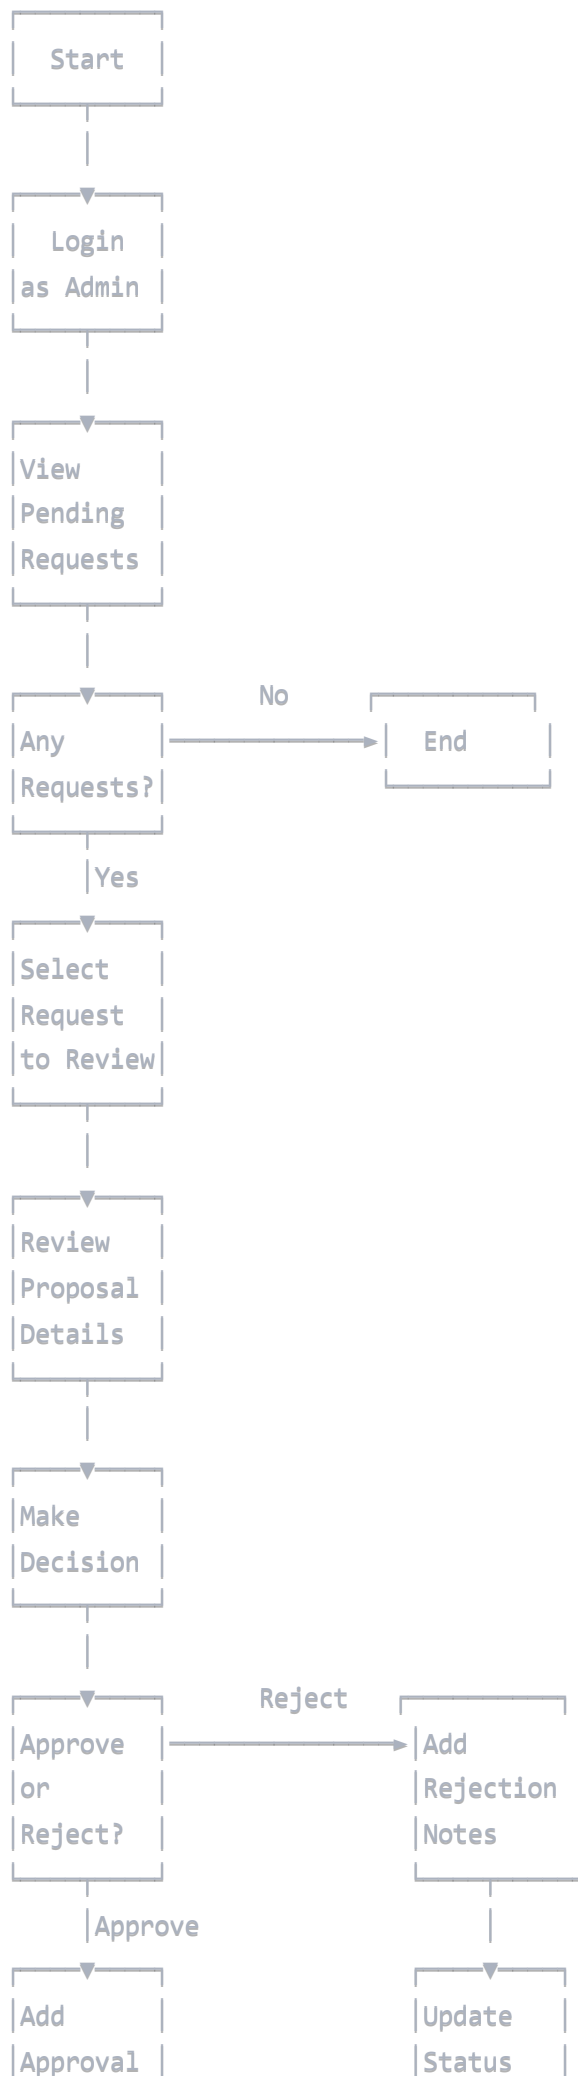 Start
Login
as Admin
View
Pending
Requests
No
Any
Requests?
End
Yes
Select
Request
to Review
Review
Proposal
Details
Make
Decision
Reject
Approve
or
Reject?
Add
Rejection
Notes
Approve
Add
Approval
Update
Status